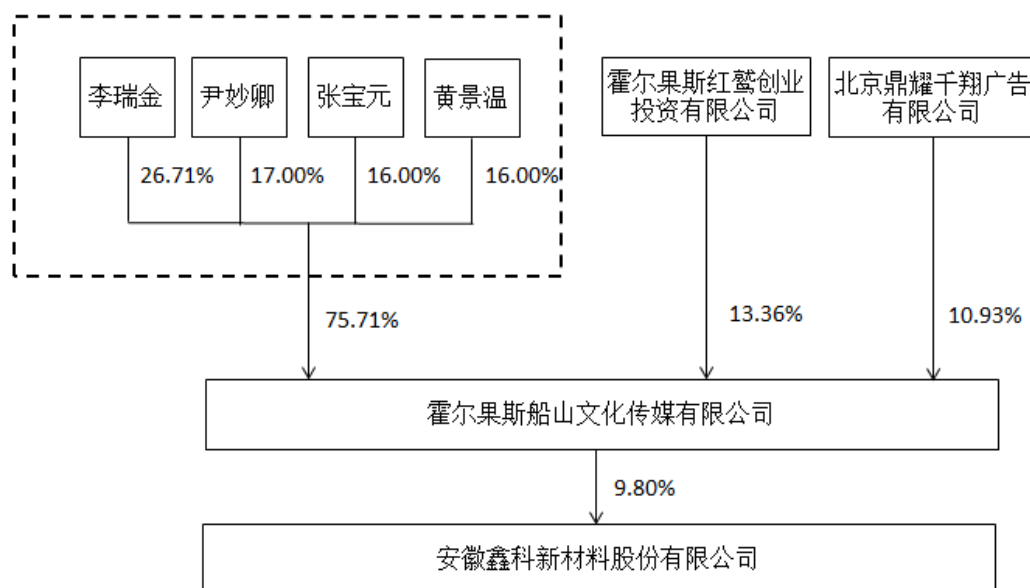 李瑞金
尹妙卿
张宝元
黄景温
霍尔果斯红鹫创业
投资有限公司
北京鼎耀千翔广告
有限公司
26.71%
17.00%
16.00%
16.00%
75.71%
13.36%
10.93%
霍尔果斯船山文化传媒有限公司
9.80%
安徽鑫科新材料股份有限公司